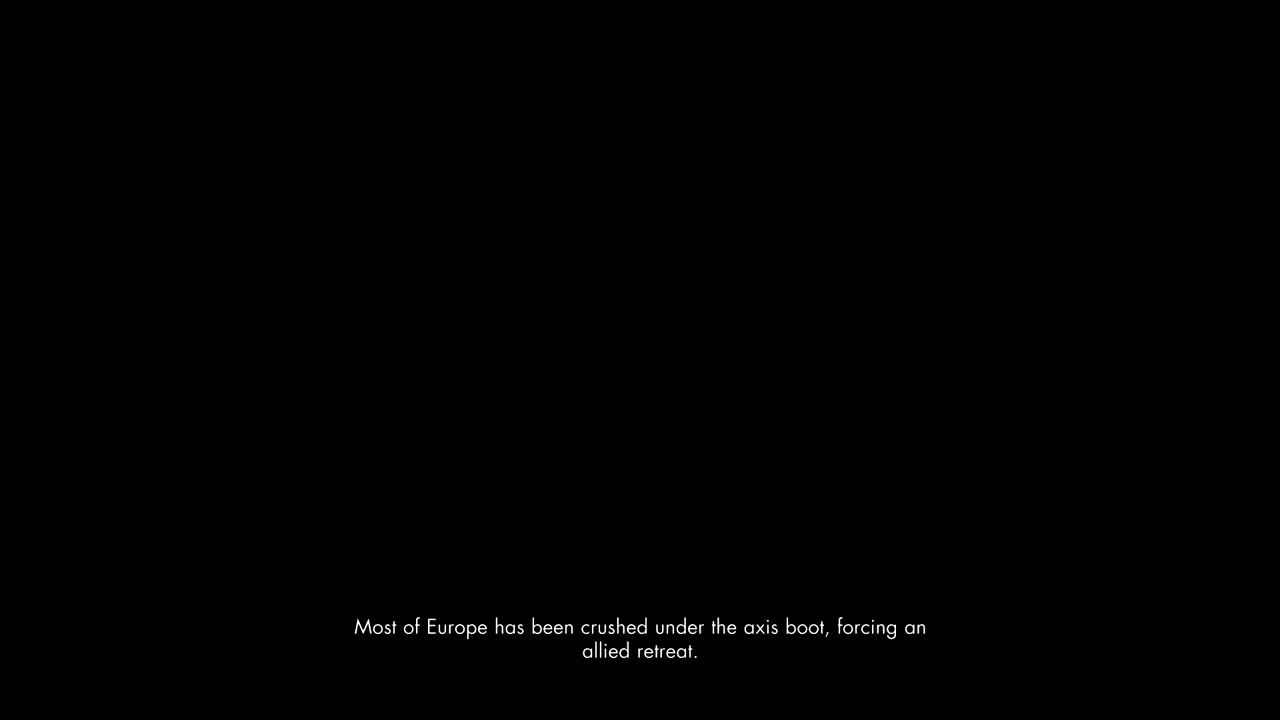 Most of Europe has been crushed under the axis boot, forcing an
allied retreat.